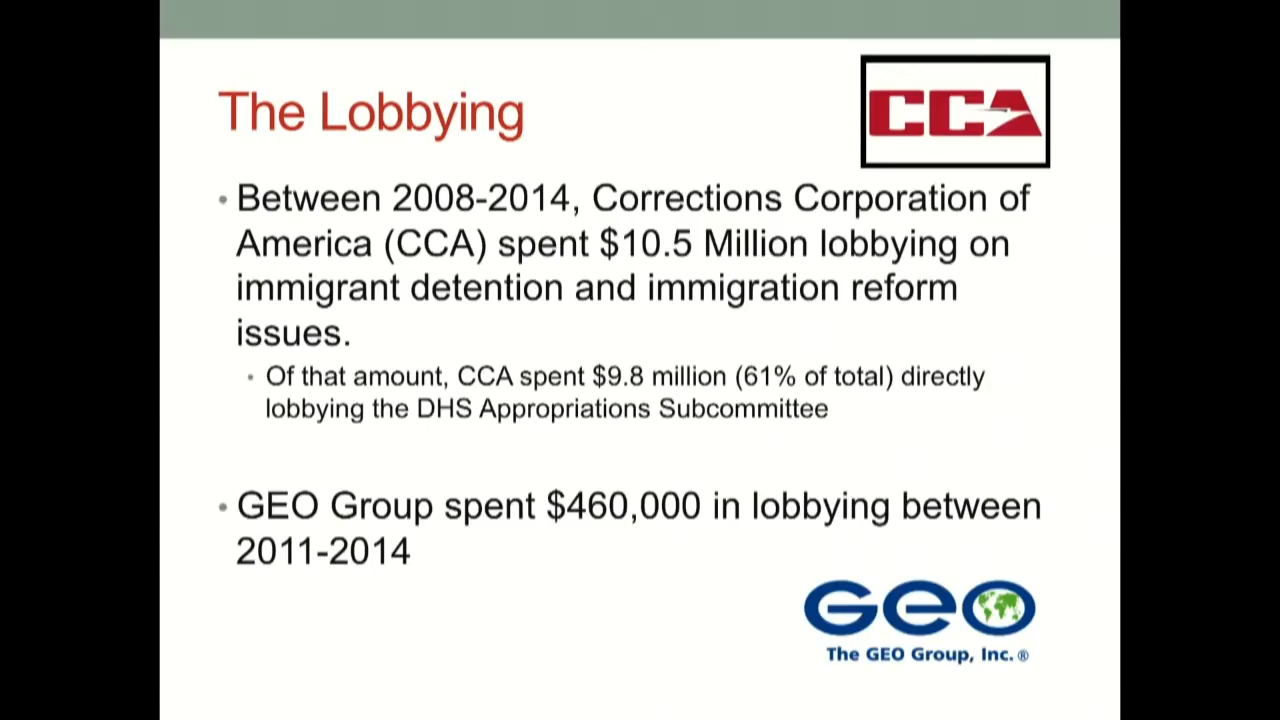 The Lobbying
CCA
• Between 2008-2014, Corrections Corporation of
America (CCA) spent $10.5 Million lobbying on
immigrant detention and immigration reform
issues.
• Of that amount, CCA spent $9.8 million (61% of total) directly
lobbying the DHS Appropriations Subcommittee
• GEO Group spent $460,000 in lobbying between
2011-2014
GEO
The GEO Group, Inc.®